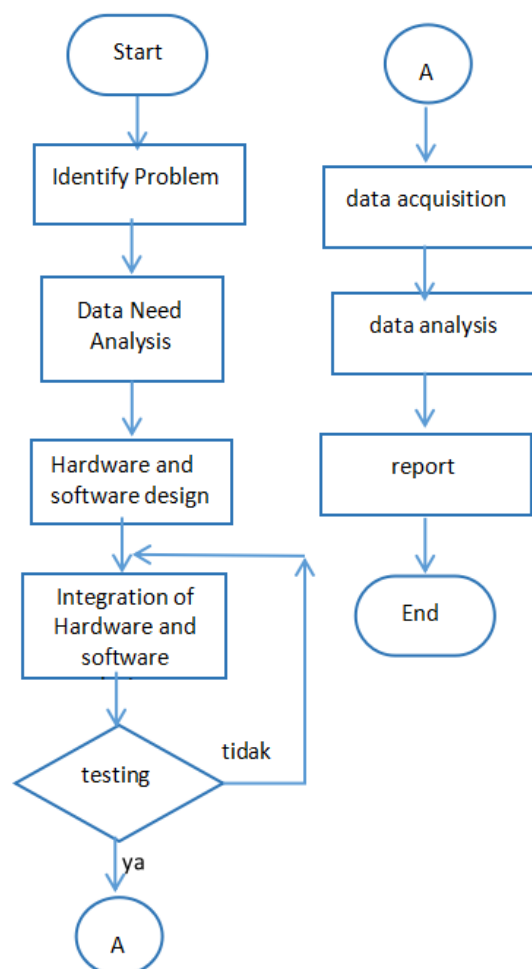 Start
Identify Problem
Data Need
Analysis
Hardware and
software design
Integration of
Hardware and
software
testing
tidak
ya
A
A
data acquisition
data analysis
report
End